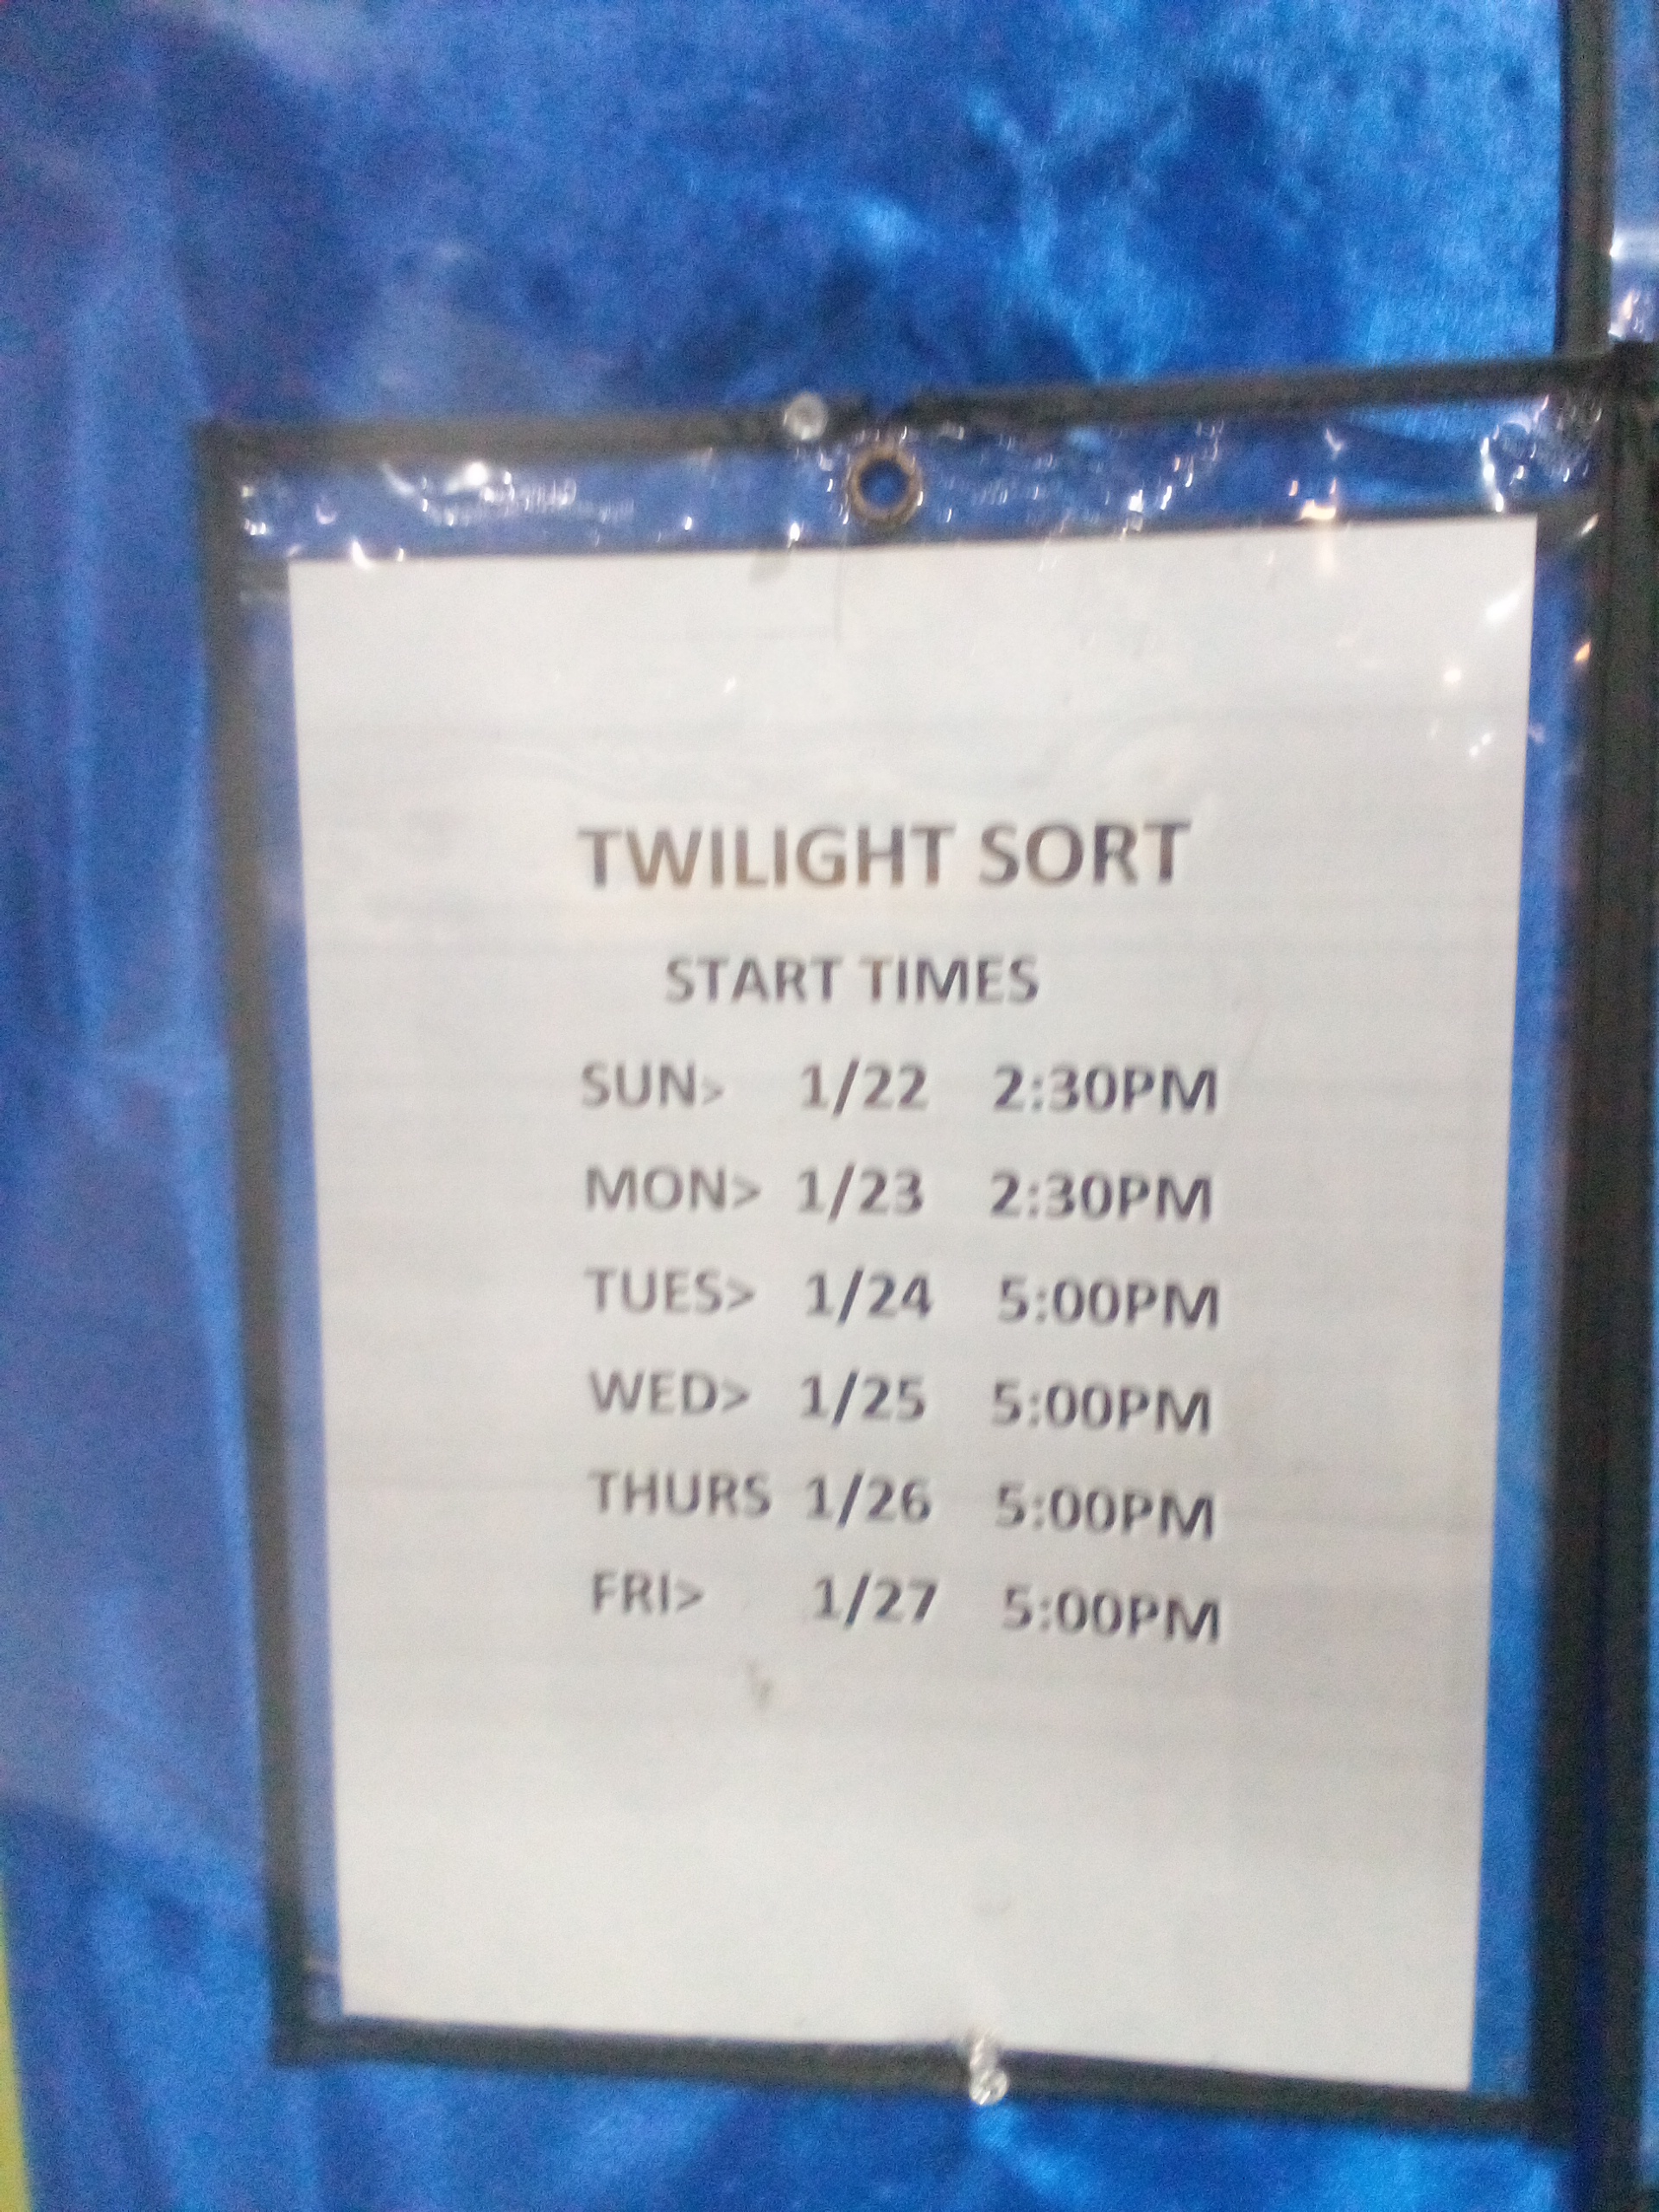 TWILIGHT SORT
START TIMES
SUN> 1/22 2:30PM
MON> 1/23 2:30PM
TUES> 1/24 5:00PM
WED> 1/25 5:00PM
THURS 1/26 5:00PM
FRI> 1/27 5:00PM